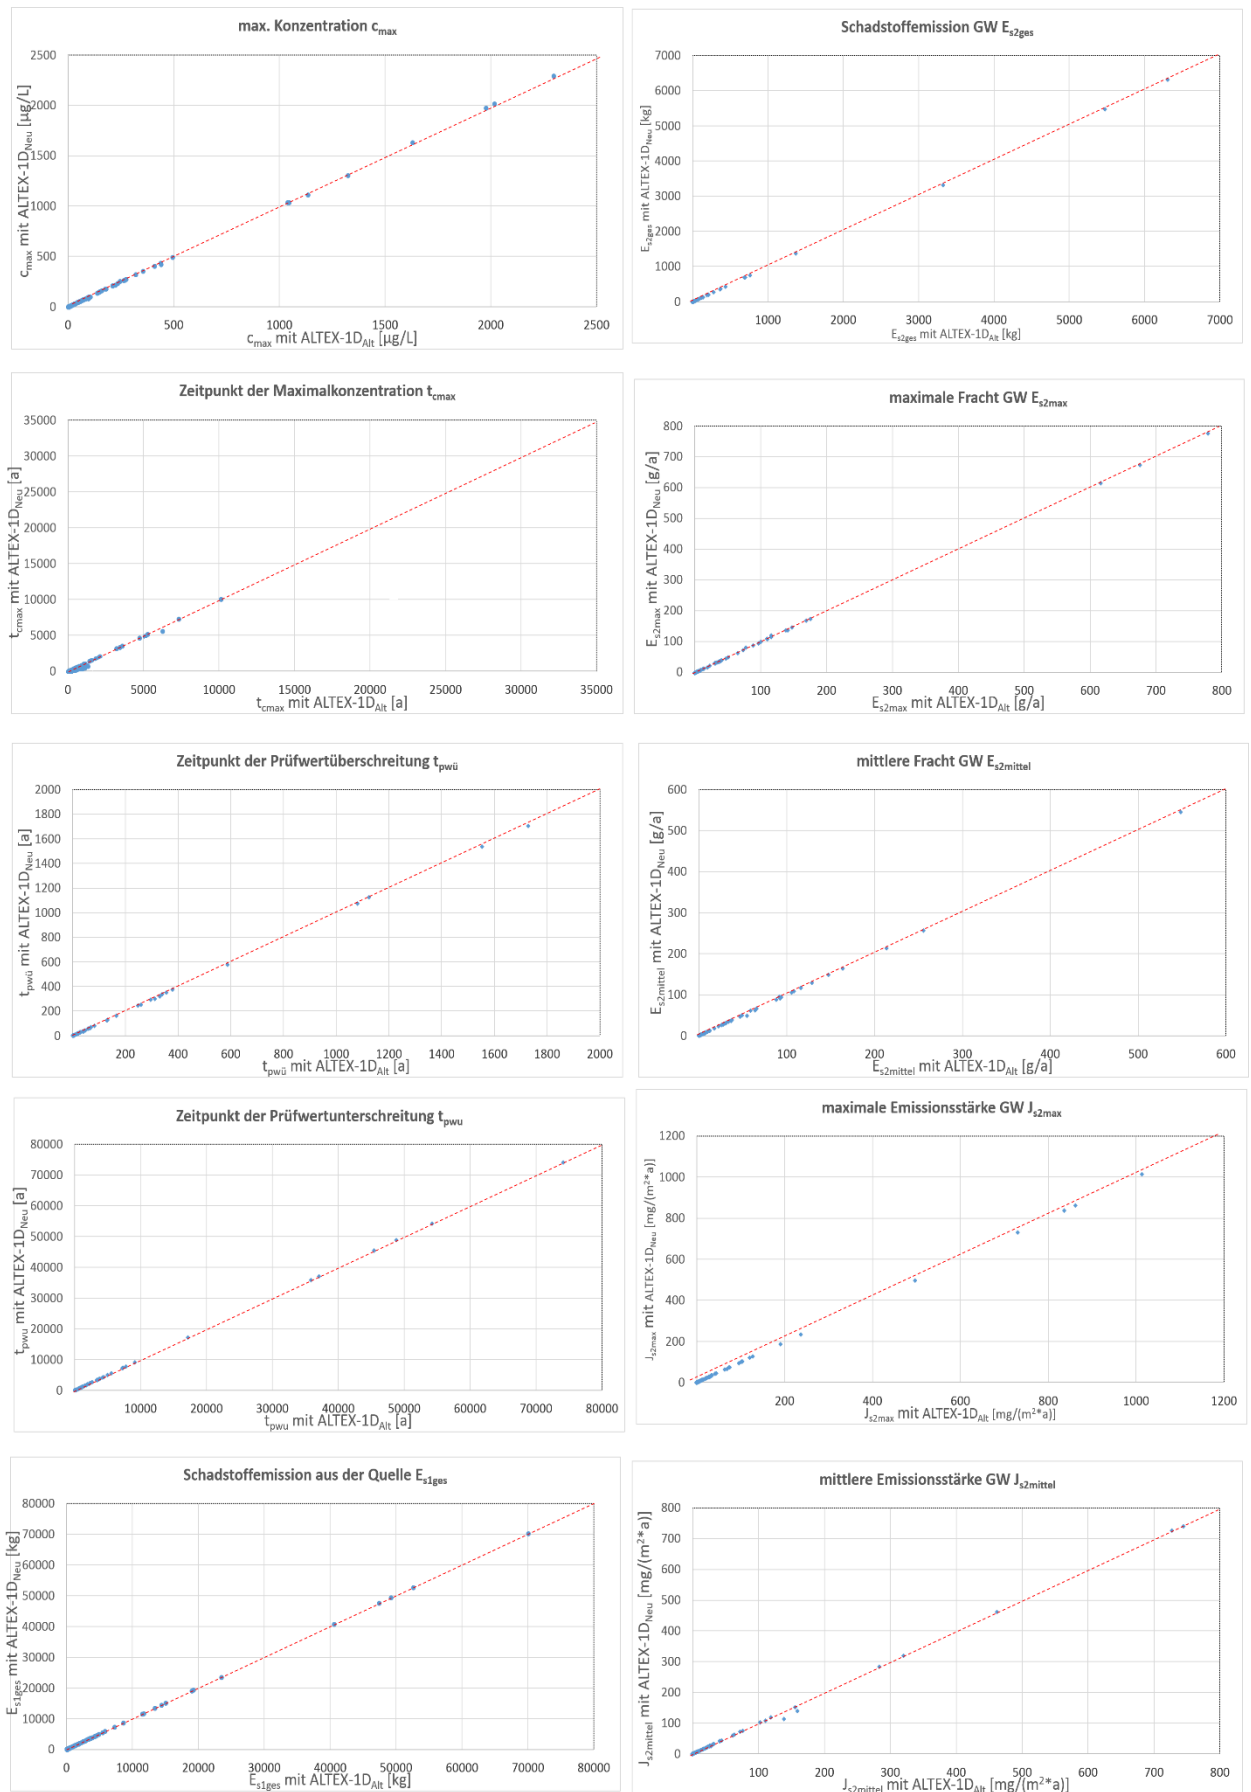 max. Konzentration cmax
2500
2000
1500
1000
500
0
0 500 1000 1500 2000 2500
cmax mit ALTEX-1DNeu [µg/L]
cmax mit ALTEX-1DAlt [µg/L]
Schadstoffemission GW Es2ges
7000
6000
5000
4000
3000
2000
1000
0
1000 2000 3000 4000 5000 6000 7000
Es2ges mit ALTEX-1DNeu [kg]
Es2ges mit ALTEX-1DAlt [kg]
Zeitpunkt der Maximalkonzentration tcmax
35000
30000
25000
20000
15000
10000
5000
0
0 5000 10000 15000 20000 25000 30000 35000
tcmax mit ALTEX-1DNeu [a]
tcmax mit ALTEX-1DAlt [a]
maximale Fracht GW Es2max
800
700
600
500
400
300
200
100
0
100 200 300 400 500 600 700 800
Es2max mit ALTEX-1DNeu [g/a]
Es2max mit ALTEX-1DAlt [g/a]
Zeitpunkt der Prüfwertüberschreitung tpwü
2000
1800
1600
1400
1200
1000
800
600
400
200
0
200 400 600 800 1000 1200 1400 1600 1800 2000
tpwü mit ALTEX-1DNeu [a]
tpwü mit ALTEX-1DAlt [a]
mittlere Fracht GW Es2mittel
600
500
400
300
200
100
0
100 200 300 400 500 600
Es2mittel mit ALTEX-1DNeu [g/a]
Es2mittel mit ALTEX-1DAlt [g/a]
Zeitpunkt der Prüfwertunterschreitung tpwu
80000
70000
60000
50000
40000
30000
20000
10000
0
10000 20000 30000 40000 50000 60000 70000 80000
tpwu mit ALTEX-1DNeu [a]
tpwu mit ALTEX-1DAlt [a]
maximale Emissionsstärke GW Js2max
1200
1000
800
600
400
200
0
200 400 600 800 1000 1200
Js2max mit ALTEX-1DNeu [mg/(m²*a)]
Js2max mit ALTEX-1DAlt [mg/(m²*a)]
Schadstoffemission aus der Quelle Es1ges
80000
70000
60000
50000
40000
30000
20000
10000
0
0 10000 20000 30000 40000 50000 60000 70000 80000
Es1ges mit ALTEX-1DNeu [kg]
Es1ges mit ALTEX-1DAlt [kg]
mittlere Emissionsstärke GW Js2mittel
800
700
600
500
400
300
200
100
0
100 200 300 400 500 600 700 800
Js2mittel mit ALTEX-1DNeu [mg/(m²*a)]
Js2mittel mit ALTEX-1DAlt [mg/(m²*a)]